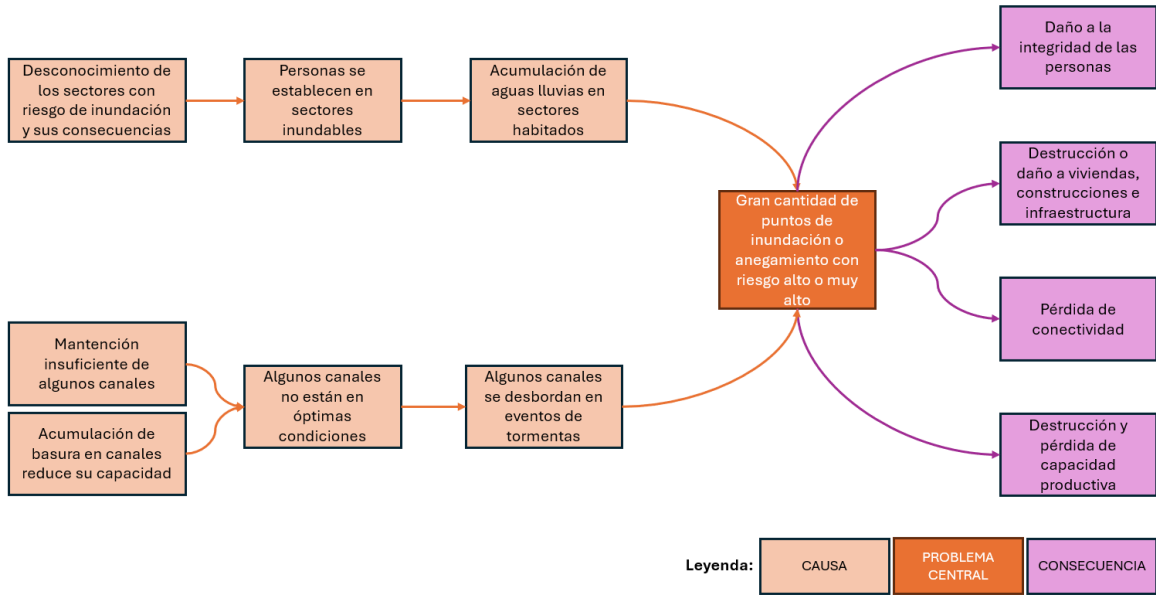 Desconocimiento de
los sectores con
riesgo de inundación
y sus consecuencias
Personas se
establecen en
sectores
inundables
Acumulación de
aguas lluvias en
sectores
habitados
Mantención
insuficiente de
algunos canales
Acumulación de
basura en canales
reduce su capacidad
Algunos canales
no están en
óptimas
condiciones
Algunos canales
se desbordan en
eventos de
tormentas
Gran cantidad de
puntos de
inundación o
anegamiento con
riesgo alto o muy
alto
Daño a la
integridad de las
personas
Destrucción o
daño a viviendas,
construcciones e
infraestructura
Pérdida de
conectividad
Destrucción y
pérdida de
capacidad
productiva
Leyenda:
CAUSA
PROBLEMA
CENTRAL
CONSECUENCIA